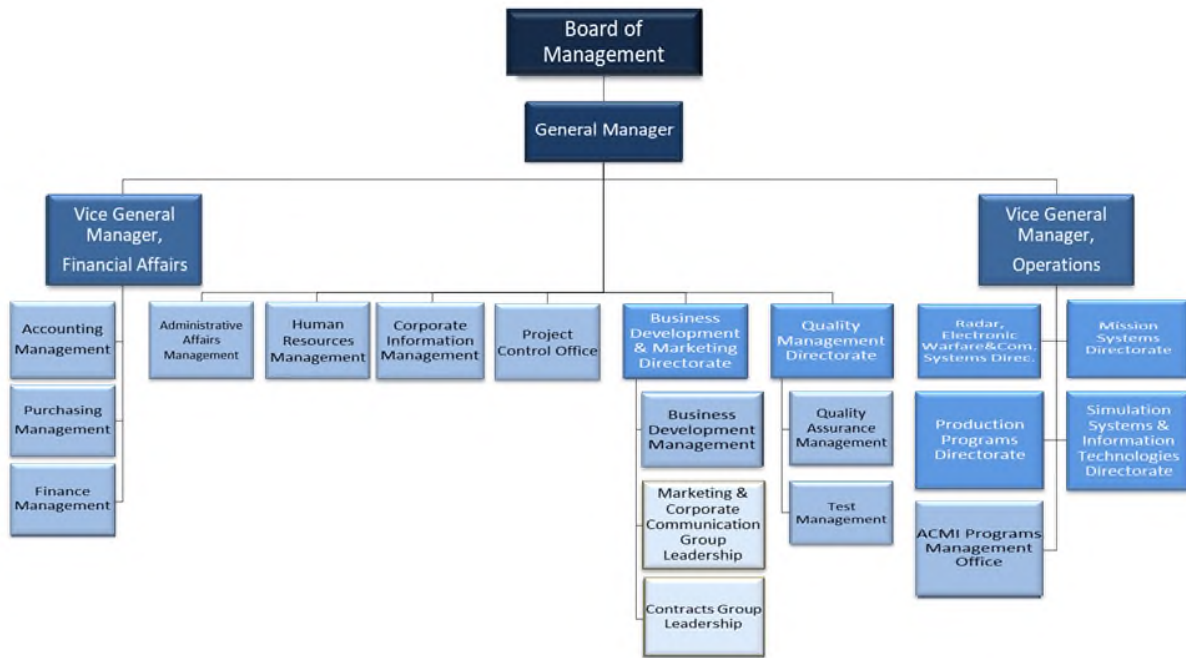 Board of
Management
General Manager
Vice General
Manager,
Financial Affairs
Vice General
Manager,
Operations
Accounting
Management
Purchasing
Management
Finance
Management
Administrative
Affairs
Management
Human
Resources
Management
Corporate
Information
Management
Project
Control Office
Business
Development
& Marketing
Directorate
Business
Development
Management
Marketing &
Corporate
Communication
Group
Leadership
Contracts Group
Leadership
Quality
Management
Directorate
Quality
Assurance
Management
Test
Management
Radar,
Electronic
Warfare&Com.
Systems Direc.
Mission
Systems
Directorate
Production
Programs
Directorate
Simulation
Systems &
Information
Technologies
Directorate
ACMI Programs
Management
Office